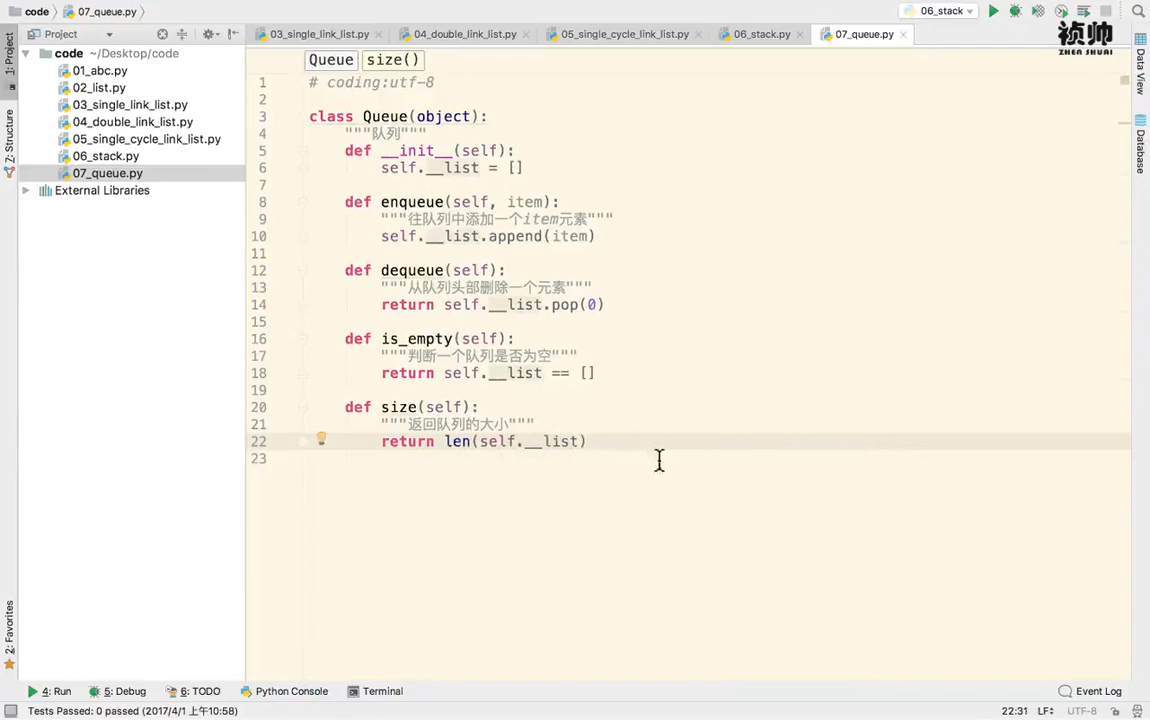 code
07_queue.py
06_stack
Project
03_single_link_list.py
04_double_link_list.py
05_single_cycle_link_list.py
06_stack.py
07_queue.py
祯帅
ZHEN SHUAI
1: Project
Z: Structure
2: Favorites
Data View
Database
code ~/Desktop/code
01_abc.py
02_list.py
03_single_link_list.py
04_double_link_list.py
05_single_cycle_link_list.py
06_stack.py
07_queue.py
External Libraries
Queue size()
1 # coding:utf-8
2
3 class Queue(object):
4 """队列"""
5 def __init__(self):
6 self.__list = []
7
8 def enqueue(self, item):
9 """往队列中添加一个item元素"""
10 self.__list.append(item)
11
12 def dequeue(self):
13 """从队列头部删除一个元素"""
14 return self.__list.pop(0)
15
16 def is_empty(self):
17 """判断一个队列是否为空"""
18 return self.__list == []
19
20 def size(self):
21 """返回队列的大小"""
22 return len(self.__list)
23
4: Run 5: Debug 6: TODO Python Console Terminal Event Log
Tests Passed: 0 passed (2017/4/1 上午10:58) 22:31 LF UTF-8